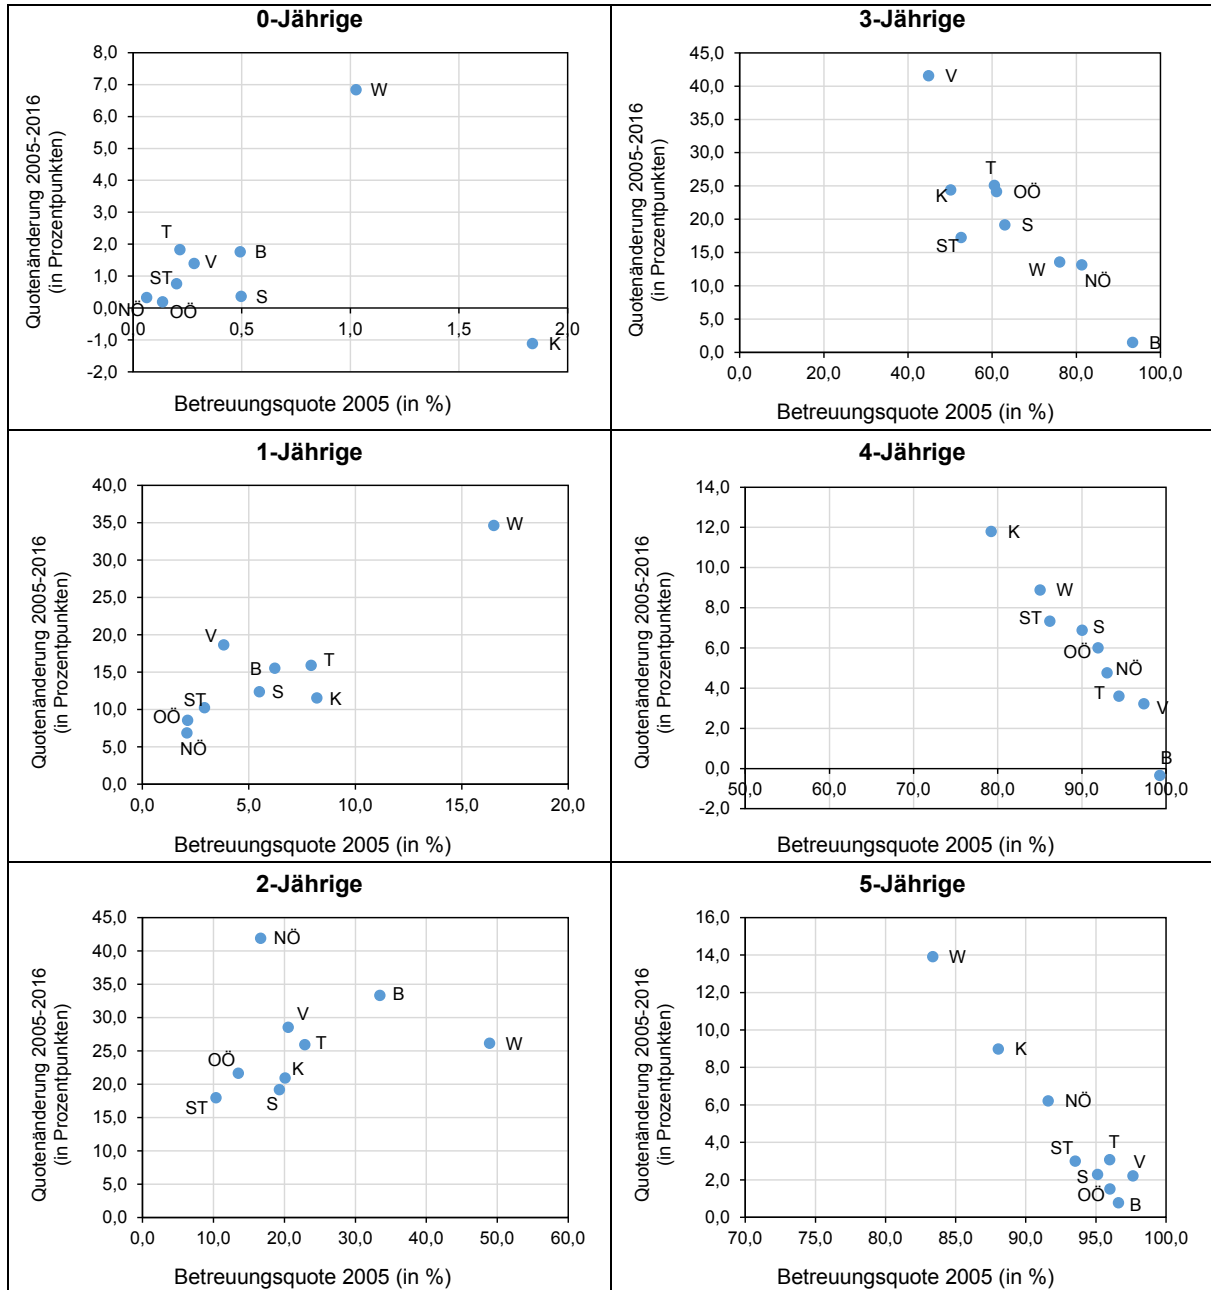 0-Jährige
8,0
7,0
6,0
5,0
4,0
3,0
2,0
1,0
0,0
-1,0
-2,0
Quotenänderung 2005-2016
(in Prozentpunkten)
W
T
B
V
ST
S
NÖ
OÖ
K
0,0 0,5 1,0 1,5 2,0
Betreuungsquote 2005 (in %)
3-Jährige
45,0
40,0
35,0
30,0
25,0
20,0
15,0
10,0
5,0
0,0
Quotenänderung 2005-2016
(in Prozentpunkten)
V
T
K
OÖ
S
ST
W
NÖ
B
0,0 20,0 40,0 60,0 80,0 100,0
Betreuungsquote 2005 (in %)
1-Jährige
40,0
35,0
30,0
25,0
20,0
15,0
10,0
5,0
0,0
Quotenänderung 2005-2016
(in Prozentpunkten)
W
V
B
T
S
K
ST
OÖ
NÖ
0,0 5,0 10,0 15,0 20,0
Betreuungsquote 2005 (in %)
4-Jährige
14,0
12,0
10,0
8,0
6,0
4,0
2,0
0,0
-2,0
Quotenänderung 2005-2016
(in Prozentpunkten)
K
W
ST
S
OÖ
NÖ
T
V
B
50,0 60,0 70,0 80,0 90,0 100,0
Betreuungsquote 2005 (in %)
2-Jährige
45,0
40,0
35,0
30,0
25,0
20,0
15,0
10,0
5,0
0,0
Quotenänderung 2005-2016
(in Prozentpunkten)
NÖ
B
V
T
W
OÖ
K
ST
S
0,0 10,0 20,0 30,0 40,0 50,0 60,0
Betreuungsquote 2005 (in %)
5-Jährige
16,0
14,0
12,0
10,0
8,0
6,0
4,0
2,0
0,0
Quotenänderung 2005-2016
(in Prozentpunkten)
W
K
NÖ
ST
T
S
V
OÖ
B
70,0 75,0 80,0 85,0 90,0 95,0 100,0
Betreuungsquote 2005 (in %)